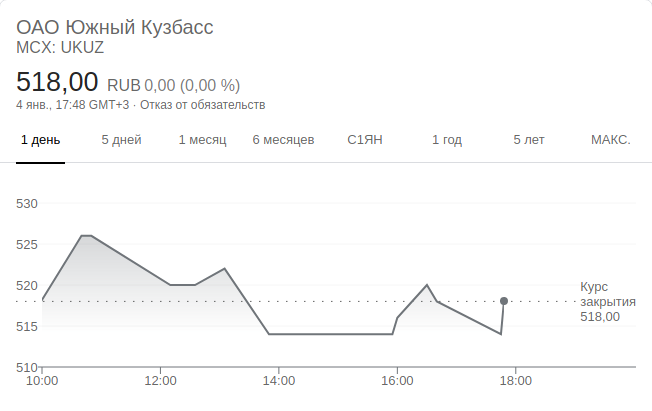 ОАО Южный Кузбасс
MCX: UKUZ
518,00 RUB 0,00 (0,00 %)
4 янв., 17:48 GMT+3 · Отказ от обязательств
1 день 5 дней 1 месяц 6 месяцев С1ЯН 1 год 5 лет МАКС.
530
525
520
515
510
Курс
закрытия
518,00
10:00 12:00 14:00 16:00 18:00